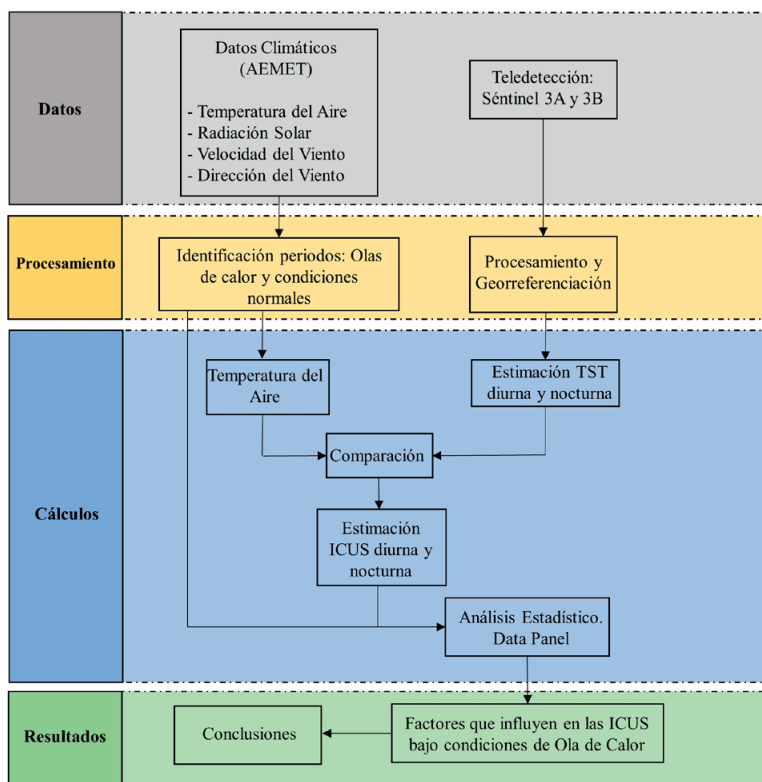 Datos
Datos Climáticos
(AEMET)
- Temperatura del Aire
- Radiación Solar
- Velocidad del Viento
- Dirección del Viento
Teledetección:
Séntinel 3A y 3B
Procesamiento
Identificación periodos: Olas
de calor y condiciones
normales
Procesamiento y
Georreferenciación
Cálculos
Temperatura del
Aire
Estimación TST
diurna y nocturna
Comparación
Estimación
ICUS diurna y
nocturna
Análisis Estadístico.
Data Panel
Resultados
Conclusiones
Factores que influyen en las ICUS
bajo condiciones de Ola de Calor